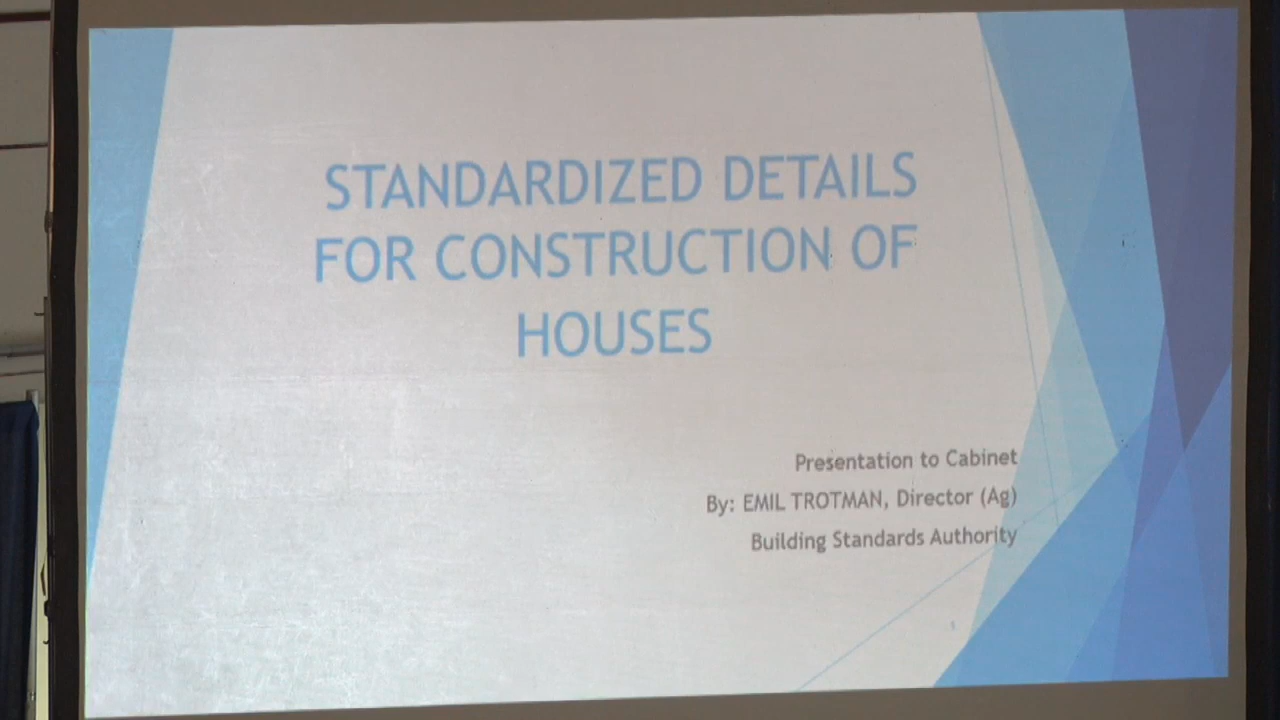 STANDARDIZED DETAILS
FOR CONSTRUCTION OF
HOUSES
Presentation to Cabinet
By: EMIL TROTMAN, Director (Ag)
Building Standards Authority